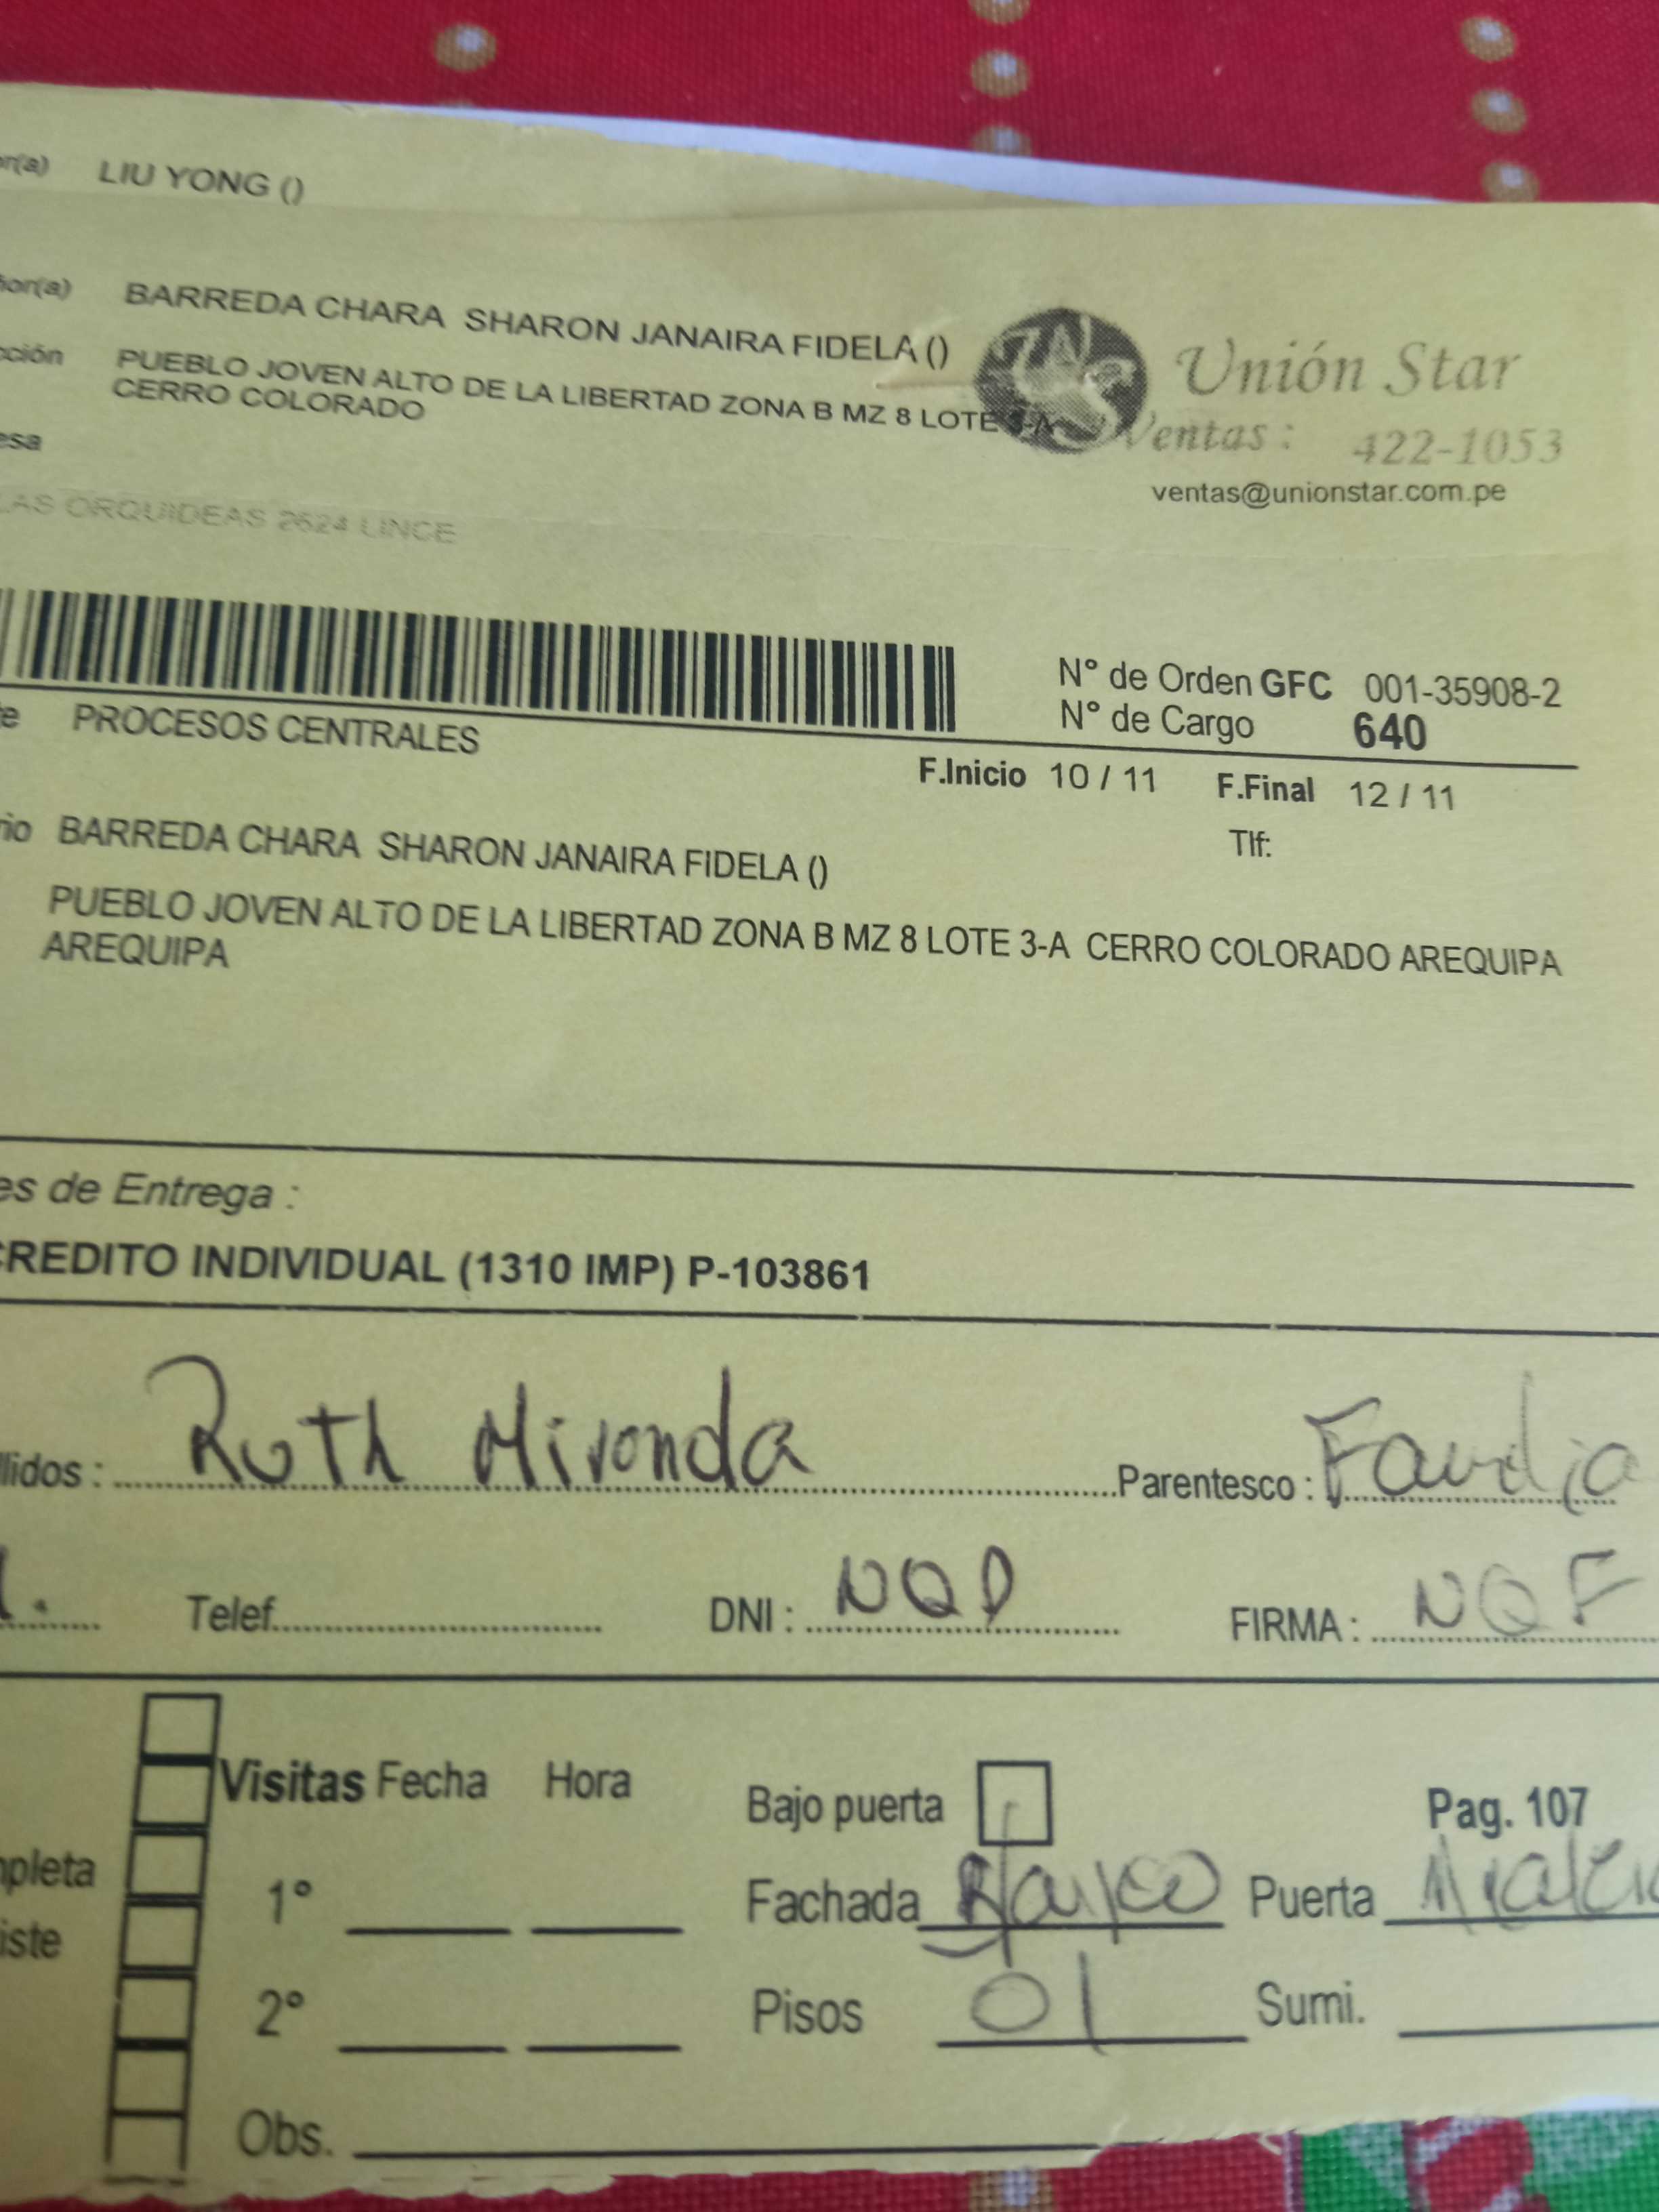 or(a) LIU YONG ()
ñor(a) BARREDA CHARA SHARON JANAIRA FIDELA ()
cción PUEBLO JOVEN ALTO DE LA LIBERTAD ZONA B MZ 8 LOTE 3-A
CERRO COLORADO
esa
LAS ORQUIDEAS 2624 LINCE
Unión Star
Ventas : 422-1053
ventas@unionstar.com.pe
N° de Orden GFC 001-35908-2
N° de Cargo 640
te PROCESOS CENTRALES
F.Inicio 10 / 11 F.Final 12 / 11
Tlf:
rio BARREDA CHARA SHARON JANAIRA FIDELA ()
PUEBLO JOVEN ALTO DE LA LIBERTAD ZONA B MZ 8 LOTE 3-A CERRO COLORADO AREQUIPA
AREQUIPA
es de Entrega :
CREDITO INDIVIDUAL (1310 IMP) P-103861
llidos : Ruth Mironda Parentesco :
Telef. DNI : NQD FIRMA : NQF
Visitas Fecha Hora Bajo puerta Pag. 107
mpleta 1° Fachada Puerta
iste
2° Pisos 01 Sumi.
Obs.